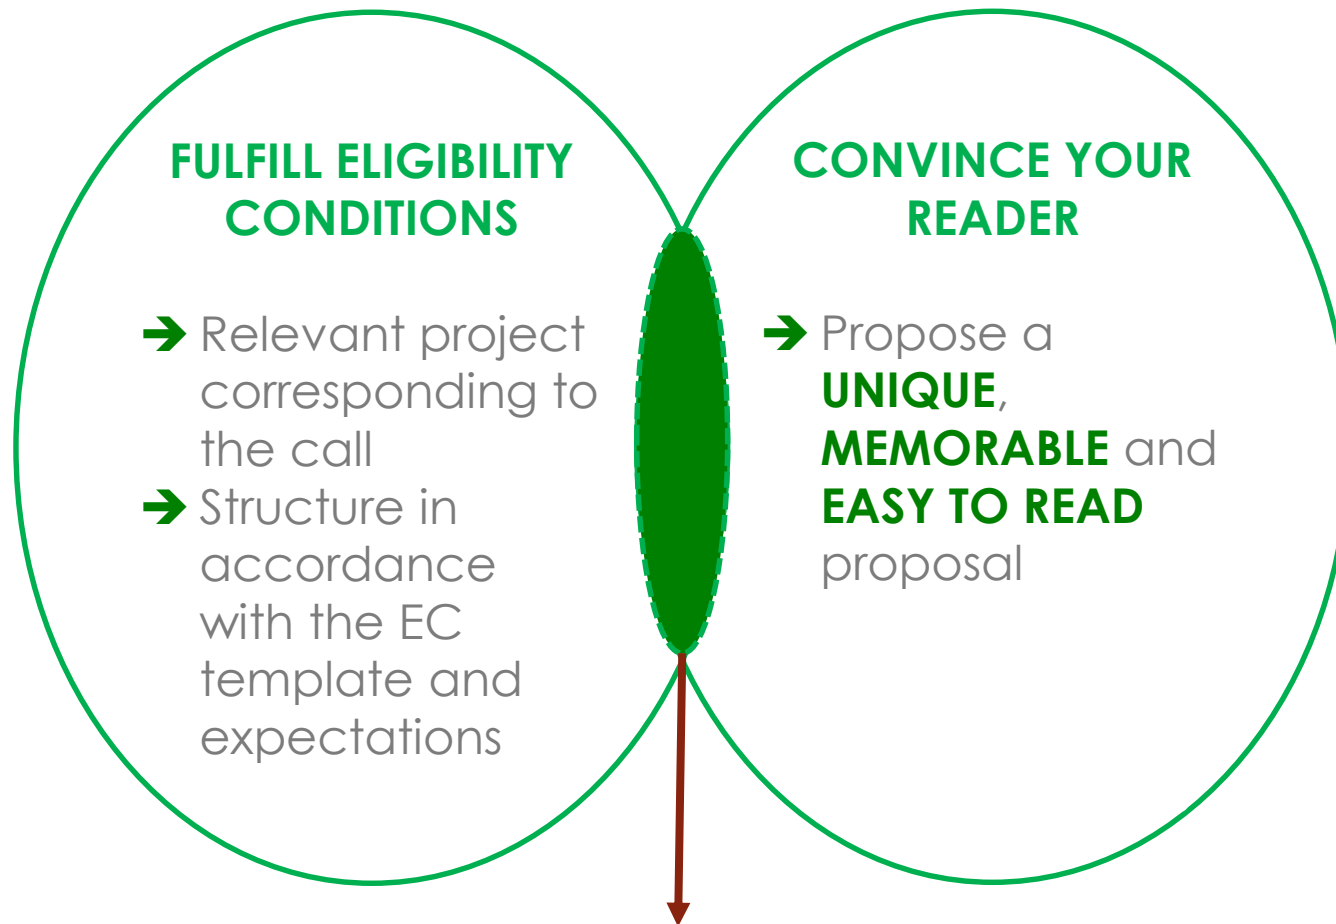 FULFILL ELIGIBILITY
CONDITIONS
➔ Relevant project
corresponding to
the call
➔ Structure in
accordance
with the EC
template and
expectations
CONVINCE YOUR
READER
➔ Propose a
UNIQUE,
MEMORABLE and
EASY TO READ
proposal